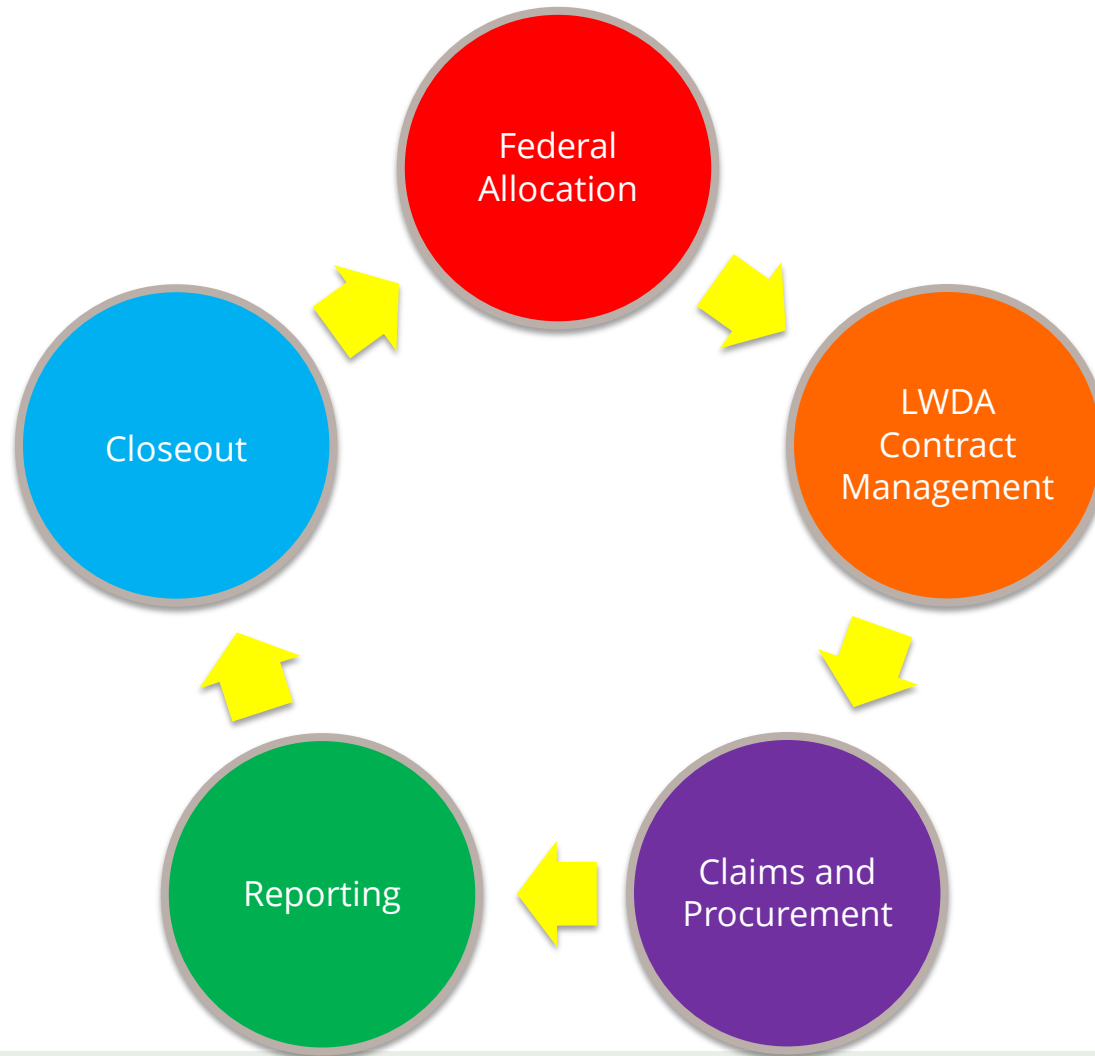 Federal
Allocation
LWDA
Contract
Management
Claims and
Procurement
Reporting
Closeout